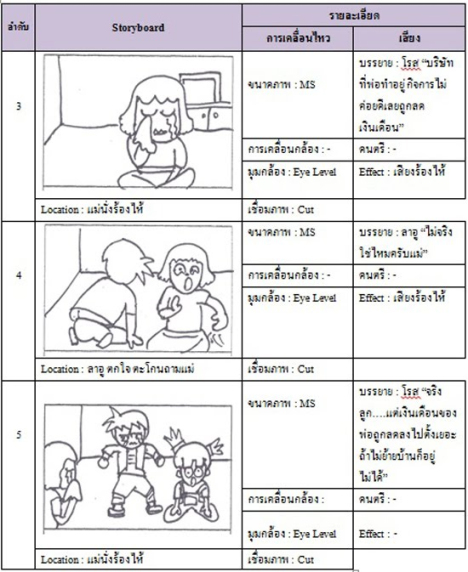 ลำดับ
Storyboard
รายละเอียด
การเคลื่อนไหว
เสียง
3
ขนาดภาพ : MS
บรรยาย : โรส “บริษัท
ที่พ่อทำอยู่ กิจการไม่
ค่อยดีเลยถูกลด
เงินเดือน”
การเคลื่อนกล้อง : -
ดนตรี : -
มุมกล้อง : Eye Level
Effect : เสียงร้องไห้
Location : แม่นั่งร้องไห้
เชื่อมภาพ : Cut
4
ขนาดภาพ : MS
บรรยาย : ลาอู “ไม่จริง
ใช่ไหมครับแม่”
การเคลื่อนกล้อง : -
ดนตรี : -
มุมกล้อง : Eye Level
Effect : เสียงร้องไห้
Location : ลาอู ตกใจ ตะโกนถามแม่
เชื่อมภาพ : Cut
5
ขนาดภาพ : MS
บรรยาย : โรส “จริง
ลูก....แต่เงินเดือนของ
พ่อถูกลดลงไปตั้งเยอะ
ถ้าไม่ย้ายบ้านก็อยู่
ไม่ได้”
การเคลื่อนกล้อง :
ดนตรี : -
มุมกล้อง : Eye Level
Effect : -
Location : แม่นั่งร้องไห้
เชื่อมภาพ : Cut